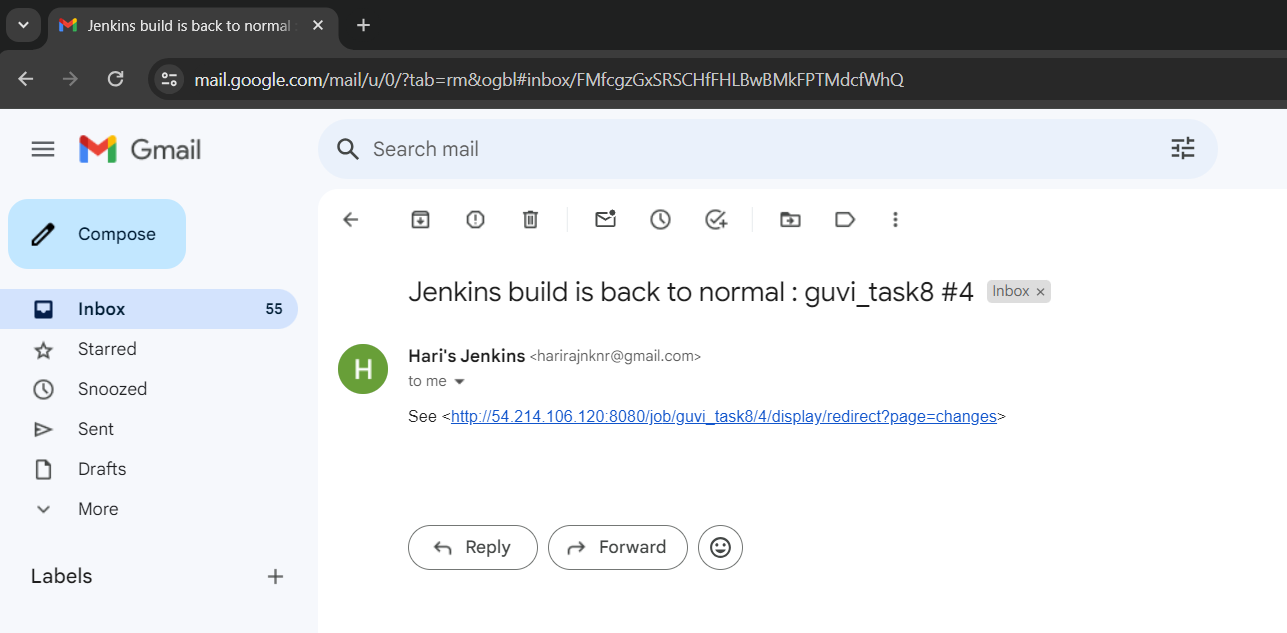 Jenkins build is back to normal :
mail.google.com/mail/u/0/?tab=rm&ogbl#inbox/FMfcgzGxSRSCHfFHLBwBMkFPTMdcfWhQ
Gmail
Search mail
Compose
Inbox 55
Starred
Snoozed
Sent
Drafts
More
Labels
Jenkins build is back to normal : guvi_task8 #4 Inbox ×
H
Hari's Jenkins <harirajnknr@gmail.com>
to me
See <http://54.214.106.120:8080/job/guvi_task8/4/display/redirect?page=changes>
Reply Forward